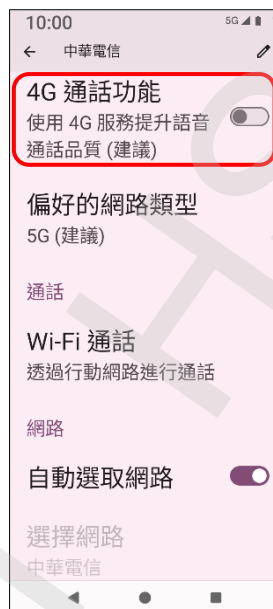 10:00
5G
中華電信
4G 通話功能
使用 4G 服務提升語音
通話品質 (建議)
偏好的網路類型
5G (建議)
通話
Wi-Fi 通話
透過行動網路進行通話
網路
自動選取網路
選擇網路
中華電信